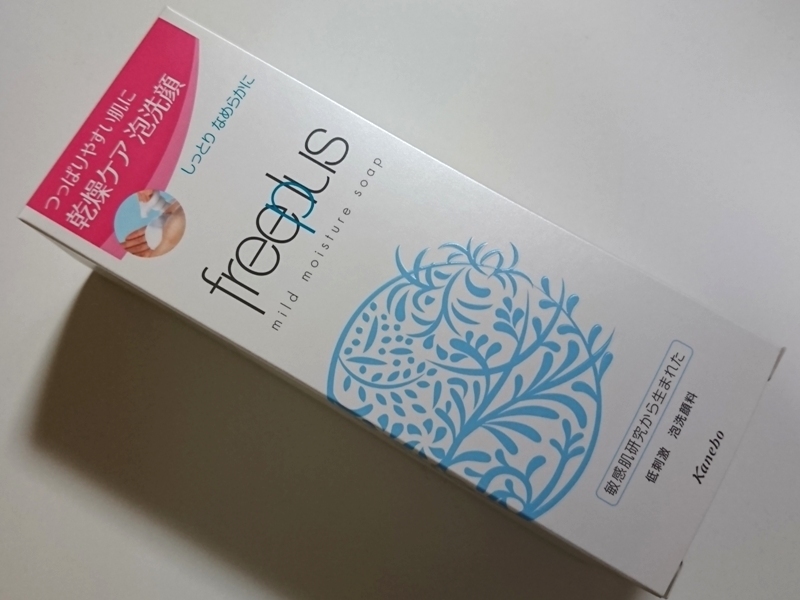 つっぱりやすい肌に
乾燥ケア 泡洗顔
しっとり なめらかに
freeplus
mild moisture soap
敏感肌研究から生まれた
低刺激 泡洗顔料
Kanebo